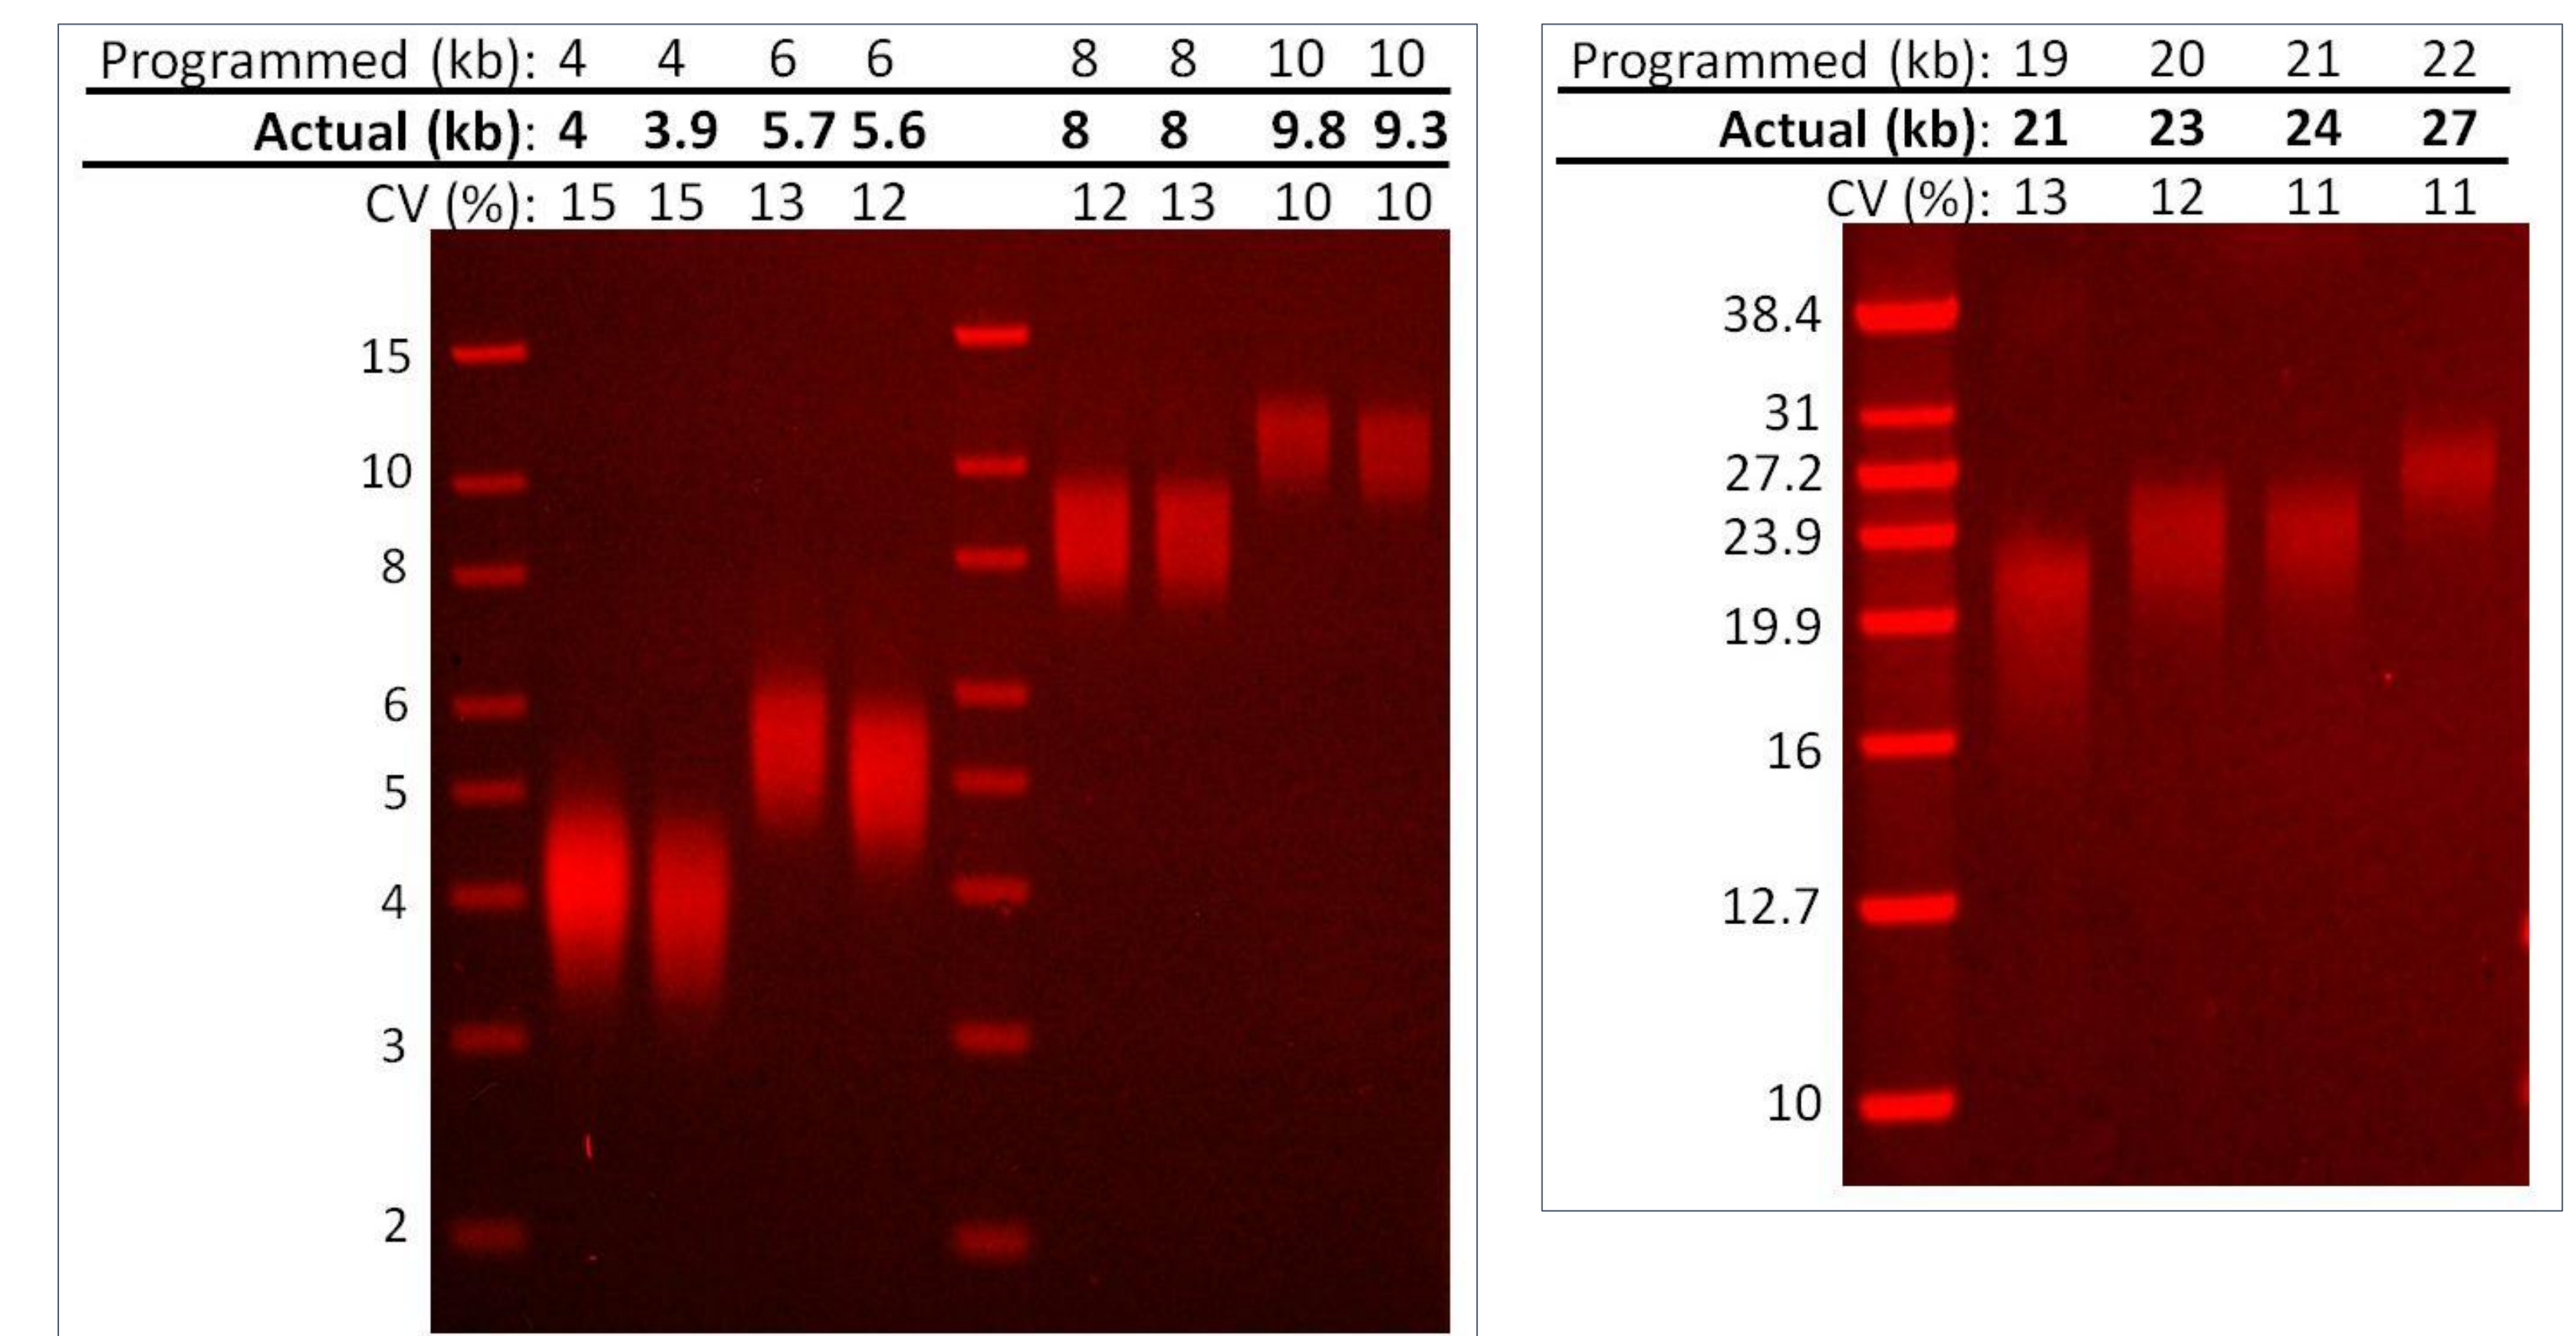 Programmed (kb): 4 4 6 6 8 8 10 10
Actual (kb): 4 3.9 5.7 5.6 8 8 9.8 9.3
CV (%): 15 15 13 12 12 13 10 10
15
10
8
6
5
4
3
2
Programmed (kb): 19 20 21 22
Actual (kb): 21 23 24 27
CV (%): 13 12 11 11
38.4
31
27.2
23.9
19.9
16
12.7
10